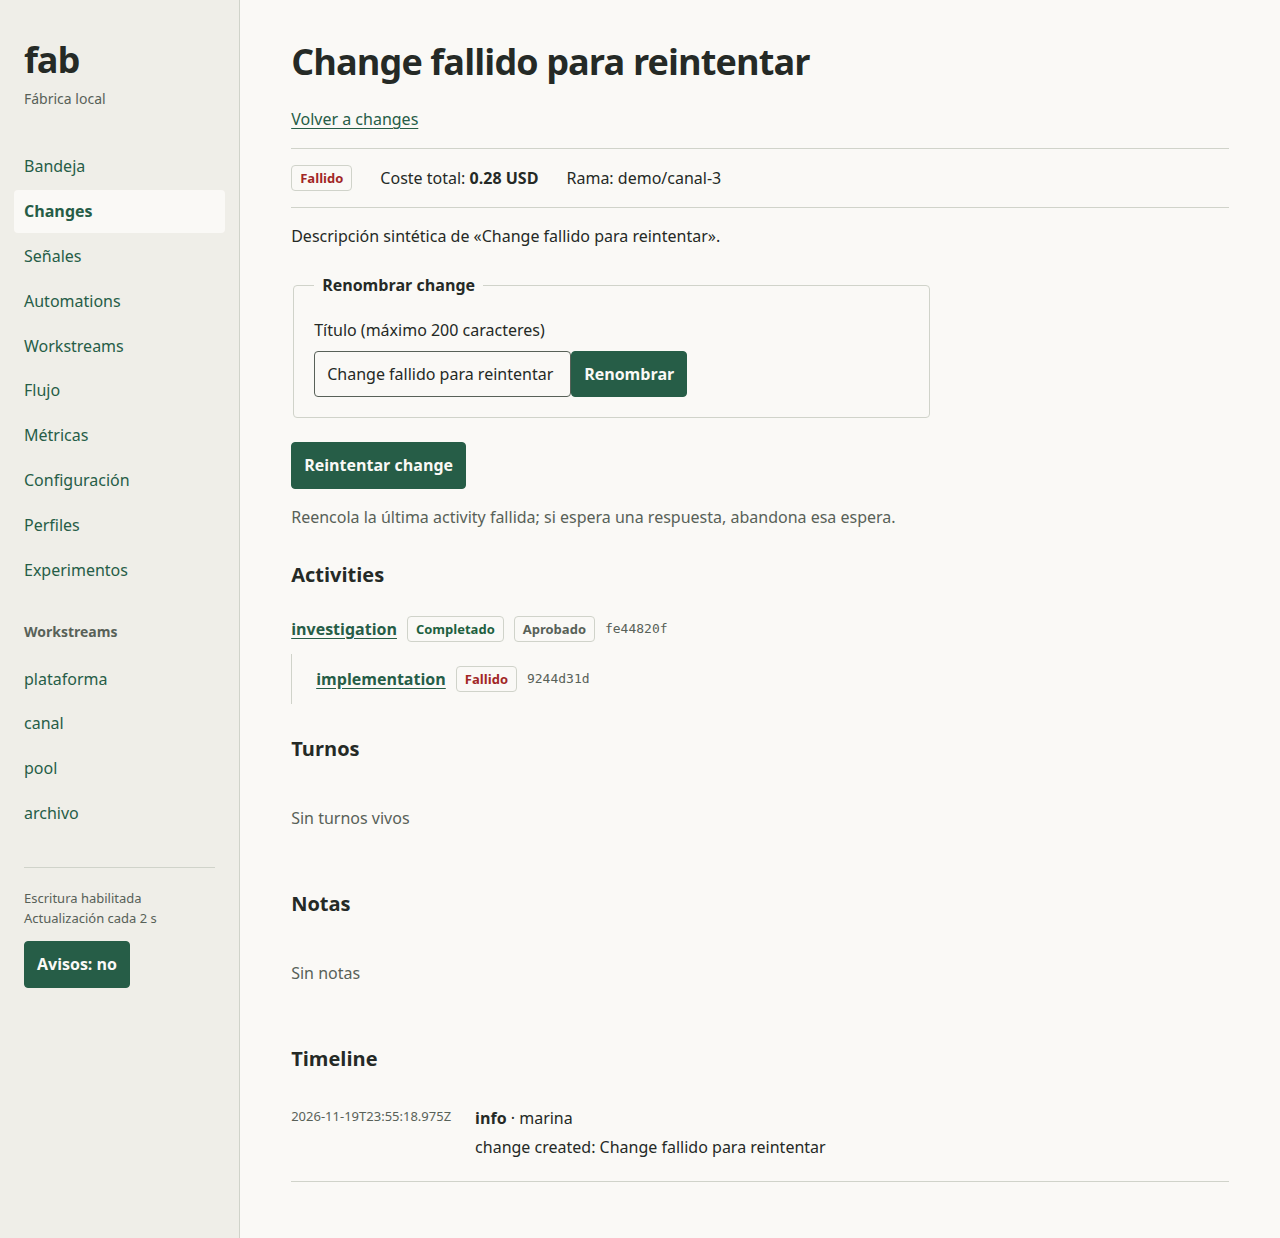 fab
Fábrica local
Bandeja
Changes
Señales
Automations
Workstreams
Flujo
Métricas
Configuración
Perfiles
Experimentos
Workstreams
plataforma
canal
pool
archivo
Escritura habilitada
Actualización cada 2 s
Avisos: no
Change fallido para reintentar
Volver a changes
Fallido Coste total: 0.28 USD Rama: demo/canal-3
Descripción sintética de «Change fallido para reintentar».
Renombrar change
Título (máximo 200 caracteres)
Change fallido para reintentar Renombrar
Reintentar change
Reencola la última activity fallida; si espera una respuesta, abandona esa espera.
Activities
investigation Completado Aprobado fe44820f
implementation Fallido 9244d31d
Turnos
Sin turnos vivos
Notas
Sin notas
Timeline
2026-11-19T23:55:18.975Z info · marina
change created: Change fallido para reintentar